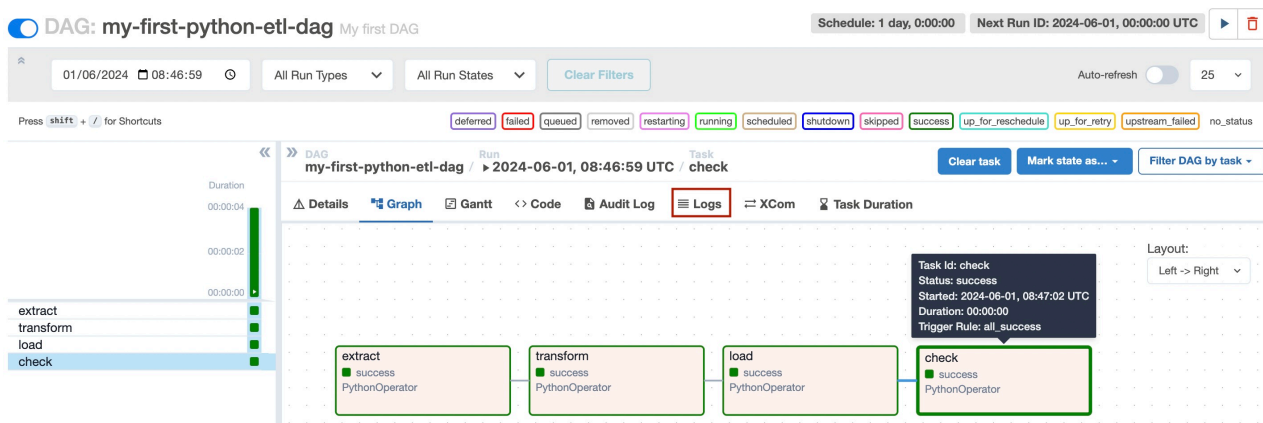 DAG: my-first-python-etl-dag My first DAG
Schedule: 1 day, 0:00:00 Next Run ID: 2024-06-01, 00:00:00 UTC
01/06/2024 08:46:59 All Run Types All Run States Clear Filters Auto-refresh 25
Press shift + / for Shortcuts
deferred failed queued removed restarting running scheduled shutdown skipped success up_for_reschedule up_for_retry upstream_failed no_status
Duration
00:00:04
00:00:02
00:00:00
extract
transform
load
check
DAG Run Task
my-first-python-etl-dag / 2024-06-01, 08:46:59 UTC / check
Clear task Mark state as... Filter DAG by task
Details Graph Gantt <> Code Audit Log Logs XCom Task Duration
Layout:
Left -> Right
Task Id: check
Status: success
Started: 2024-06-01, 08:47:02 UTC
Duration: 00:00:00
Trigger Rule: all_success
extract
success
PythonOperator
transform
success
PythonOperator
load
success
PythonOperator
check
success
PythonOperator